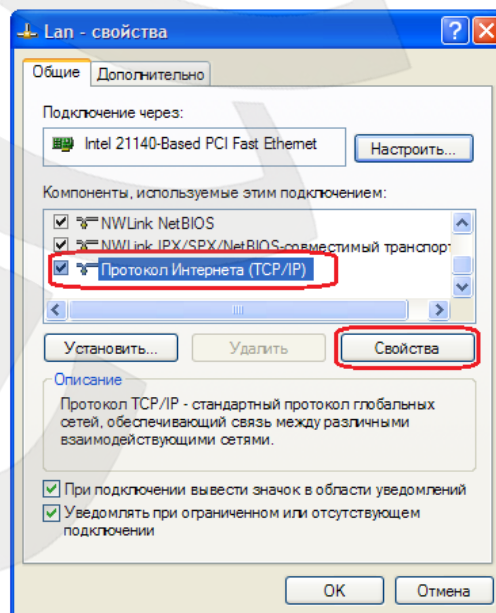 Lan - свойства
Общие
Дополнительно
Подключение через:
Intel 21140-Based PCI Fast Ethernet
Настроить...
Компоненты, используемые этим подключением:
NWLink NetBIOS
NWLink IPX/SPX/NetBIOS-совместимый транспорт
Протокол Интернета (TCP/IP)
Установить...
Удалить
Свойства
Описание
Протокол TCP/IP - стандартный протокол глобальных
сетей, обеспечивающий связь между различными
взаимодействующими сетями.
При подключении вывести значок в области уведомлений
Уведомлять при ограниченном или отсутствующем
подключении
OK
Отмена